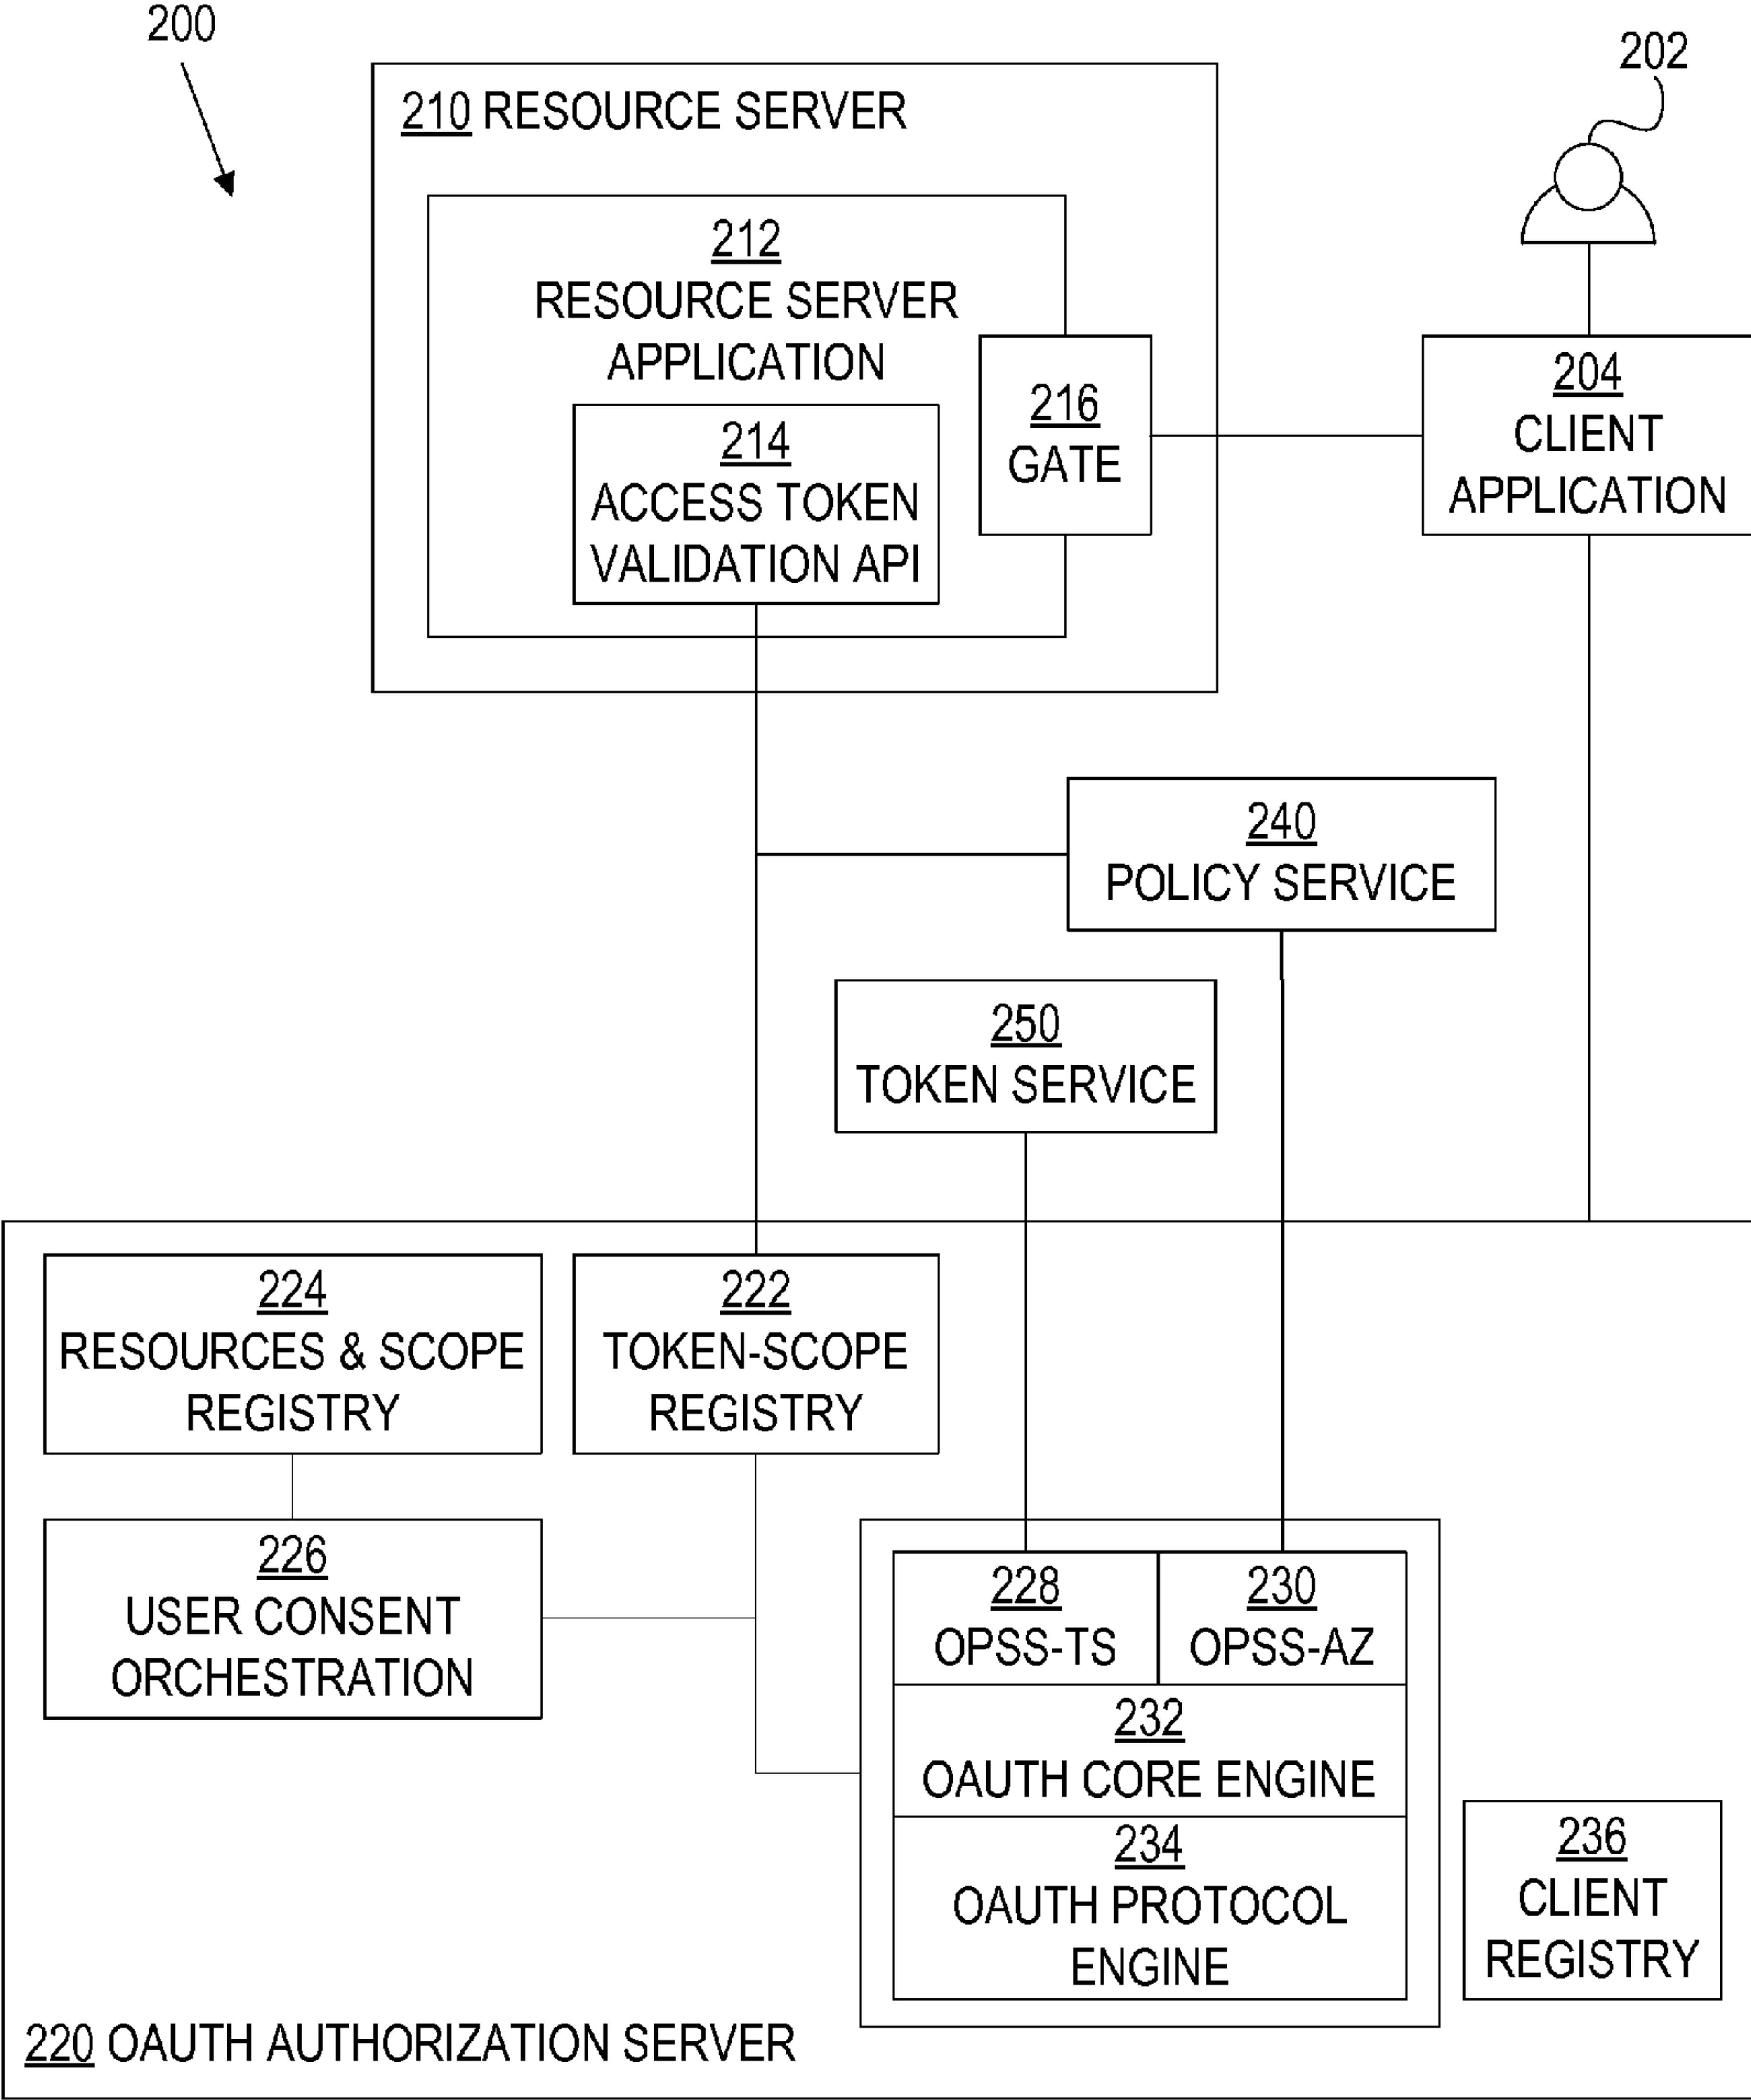 200
202
210 RESOURCE SERVER
212
RESOURCE SERVER
APPLICATION
214
ACCESS TOKEN
VALIDATION API
216
GATE
204
CLIENT
APPLICATION
240
POLICY SERVICE
250
TOKEN SERVICE
224
RESOURCES & SCOPE
REGISTRY
222
TOKEN-SCOPE
REGISTRY
226
USER CONSENT
ORCHESTRATION
228
OPSS-TS
230
OPSS-AZ
232
OAUTH CORE ENGINE
234
OAUTH PROTOCOL
ENGINE
236
CLIENT
REGISTRY
220 OAUTH AUTHORIZATION SERVER